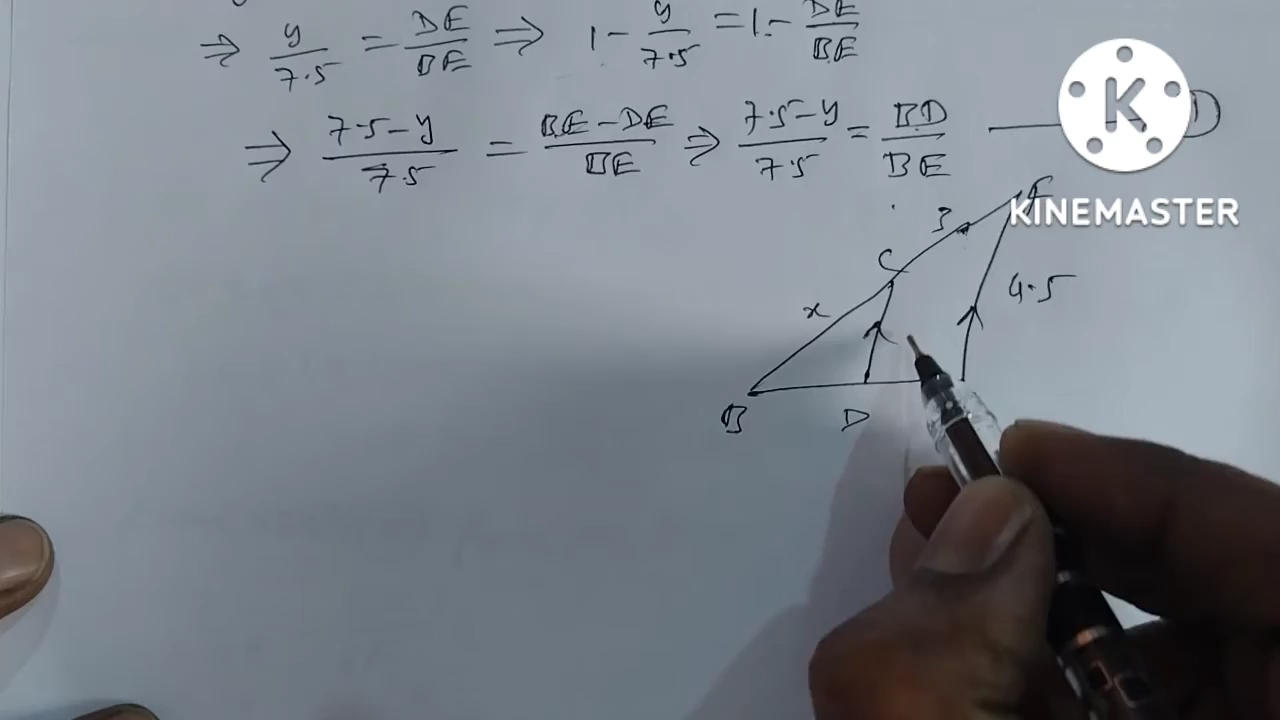 ⇒ y/7.5 = DE/BE ⇒ 1 - y/7.5 = 1 - DE/BE
⇒ 7.5-y/7.5 = BE-DE/BE ⇒ 7.5-y/7.5 = BD/BE —
K
KINEMASTER
3
C
x
4.5
B
D